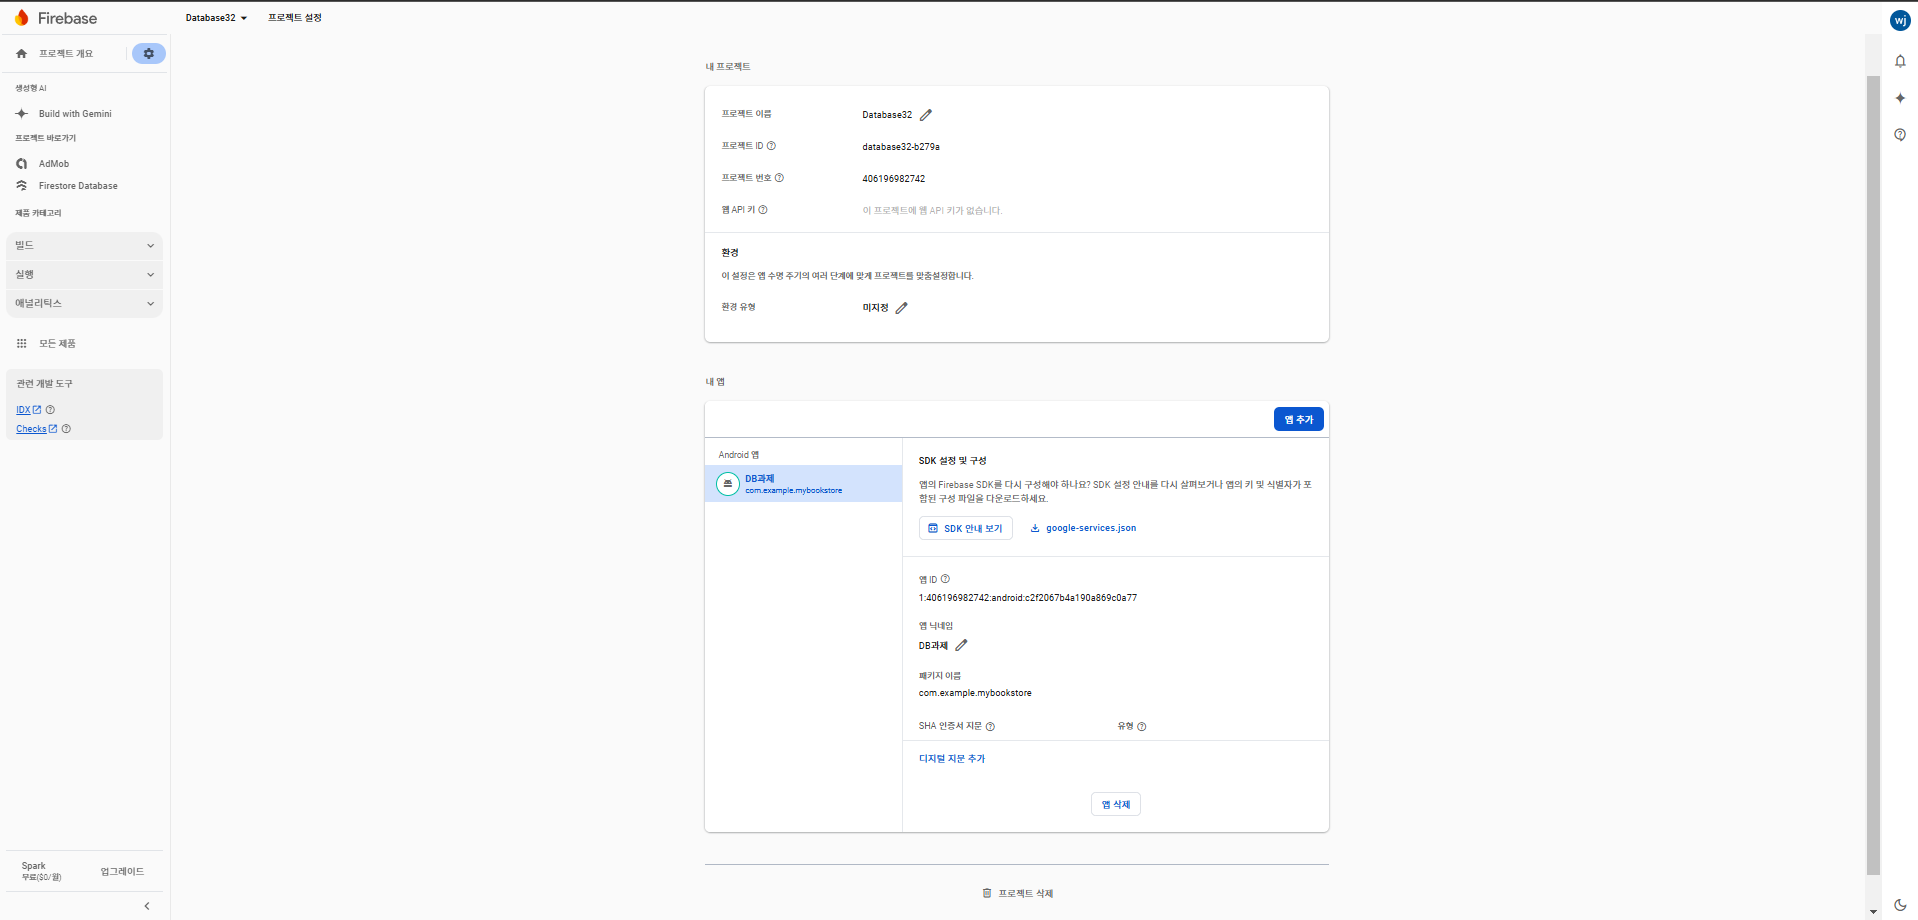 Firebase
Database32
프로젝트 설정
wj
프로젝트 개요
생성형 AI
Build with Gemini
프로젝트 바로가기
AdMob
Firestore Database
제품 카테고리
빌드
실행
애널리틱스
모든 제품
관련 개발 도구
IDX
Checks
Spark
무료($0/월)
업그레이드
내 프로젝트
프로젝트 이름
Database32
프로젝트 ID
database32-b279a
프로젝트 번호
406196982742
웹 API 키
이 프로젝트에 웹 API 키가 없습니다.
환경
이 설정은 앱 수명 주기의 여러 단계에 맞게 프로젝트를 맞춤설정합니다.
환경 유형
미지정
내 앱
앱 추가
Android 앱
DB과제
com.example.mybookstore
SDK 설정 및 구성
앱의 Firebase SDK를 다시 구성해야 하나요? SDK 설정 안내를 다시 살펴보거나 앱의 키 및 식별자가 포
함된 구성 파일을 다운로드하세요.
SDK 안내 보기
google-services.json
앱 ID
1:406196982742:android:c2f2067b4a190a869c0a77
앱 닉네임
DB과제
패키지 이름
com.example.mybookstore
SHA 인증서 지문
유형
디지털 지문 추가
앱 삭제
프로젝트 삭제